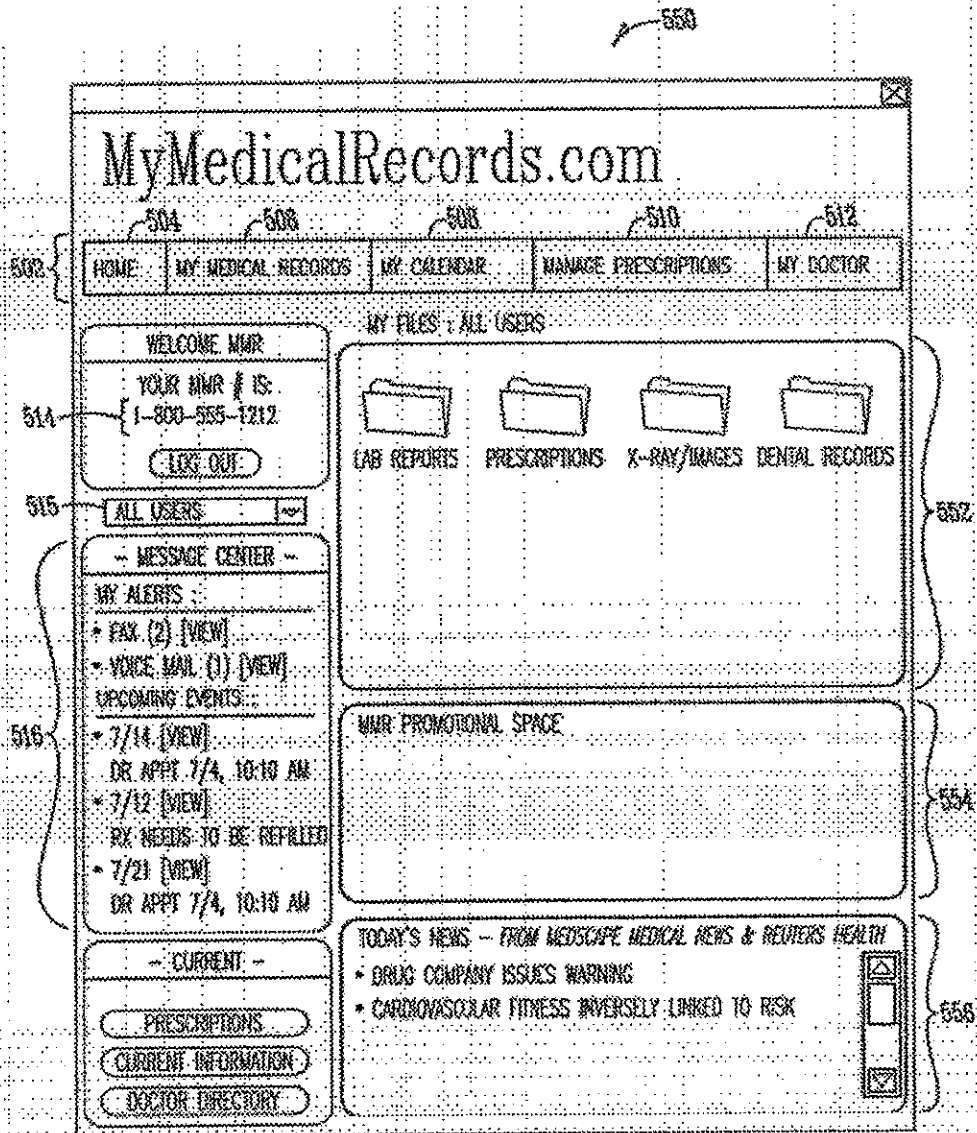 550
MyMedicalRecords.com
504 506 508 510 512
502
HOME MY MEDICAL RECORDS MY CALENDAR MANAGE PRESCRIPTIONS MY DOCTOR
WELCOME MMR
YOUR MMR # IS:
514
1-800-555-1212
LOG OUT
515
ALL USERS
516
- MESSAGE CENTER -
MY ALERTS :
• FAX (2) [VIEW]
• VOICE MAIL (1) [VIEW]
UPCOMING EVENTS :
• 7/14 [VIEW]
DR APPT 7/4, 10:10 AM
• 7/12 [VIEW]
RX NEEDS TO BE REFILLED
• 7/21 [VIEW]
DR APPT 7/4, 10:10 AM
- CURRENT -
PRESCRIPTIONS
CURRENT INFORMATION
DOCTOR DIRECTORY
MY FILES : ALL USERS
LAB REPORTS PRESCRIPTIONS X-RAY/IMAGES DENTAL RECORDS
552
MMR PROMOTIONAL SPACE
554
TODAY'S NEWS - FROM MEDSCAPE MEDICAL NEWS & REUTERS HEALTH
• DRUG COMPANY ISSUES WARNING
• CARDIOVASCULAR FITNESS INVERSELY LINKED TO RISK
556